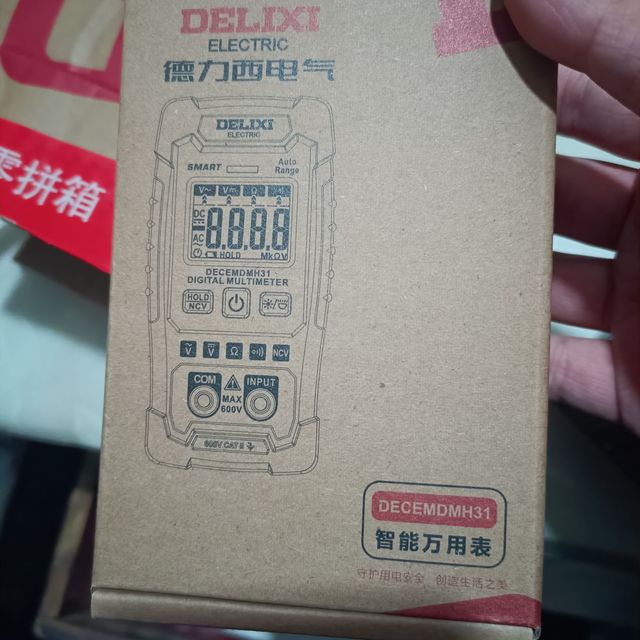 DELIXI
ELECTRIC
德力西电气
DELIXI
ELECTRIC
SMART
Auto
Range
DC
AC
8.8.8.8
HOLD
MkΩV
DECEMDMH31
DIGITAL MULTIMETER
HOLD
NCV
V
V
Ω
NCV
COM
INPUT
MAX
600V
600V CAT II
DECEMDMH31
智能万用表
守护用电安全 创造生活之美
零拼箱